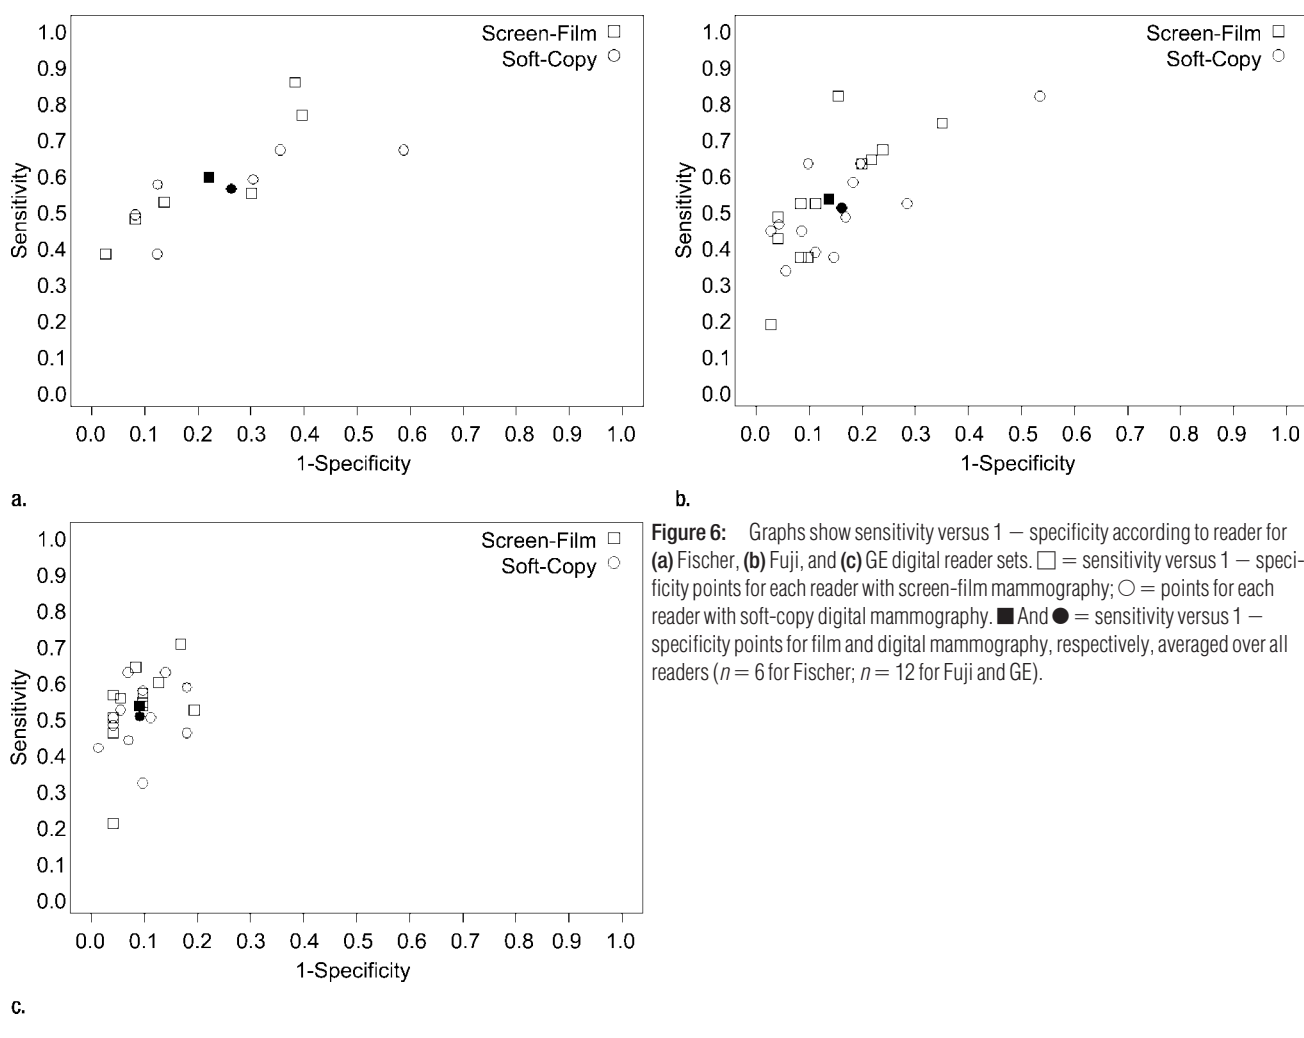 1.0
0.9
0.8
0.7
0.6
0.5
0.4
0.3
0.2
0.1
0.0
Sensitivity
Screen-Film □
Soft-Copy ○
0.0 0.1 0.2 0.3 0.4 0.5 0.6 0.7 0.8 0.9 1.0
1-Specificity
a.
1.0
0.9
0.8
0.7
0.6
0.5
0.4
0.3
0.2
0.1
0.0
Sensitivity
Screen-Film □
Soft-Copy ○
0.0 0.1 0.2 0.3 0.4 0.5 0.6 0.7 0.8 0.9 1.0
1-Specificity
b.
1.0
0.9
0.8
0.7
0.6
0.5
0.4
0.3
0.2
0.1
0.0
Sensitivity
Screen-Film □
Soft-Copy ○
0.0 0.1 0.2 0.3 0.4 0.5 0.6 0.7 0.8 0.9 1.0
1-Specificity
c.
Figure 6: Graphs show sensitivity versus 1 − specificity according to reader for
(a) Fischer, (b) Fuji, and (c) GE digital reader sets. □ = sensitivity versus 1 − speci-
ficity points for each reader with screen-film mammography; ○ = points for each
reader with soft-copy digital mammography. ■ And ● = sensitivity versus 1 −
specificity points for film and digital mammography, respectively, averaged over all
readers (n = 6 for Fischer; n = 12 for Fuji and GE).